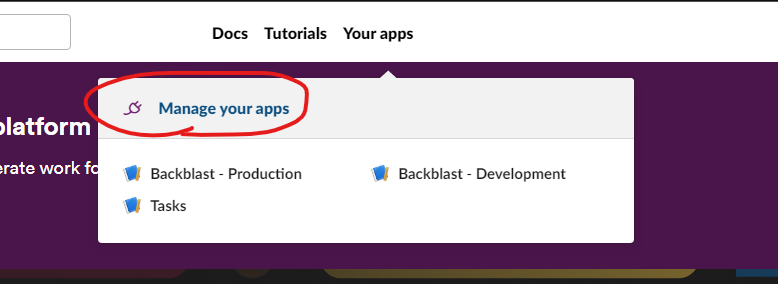 Docs Tutorials Your apps
Manage your apps
platform
erate work fo
Backblast - Production Backblast - Development
Tasks